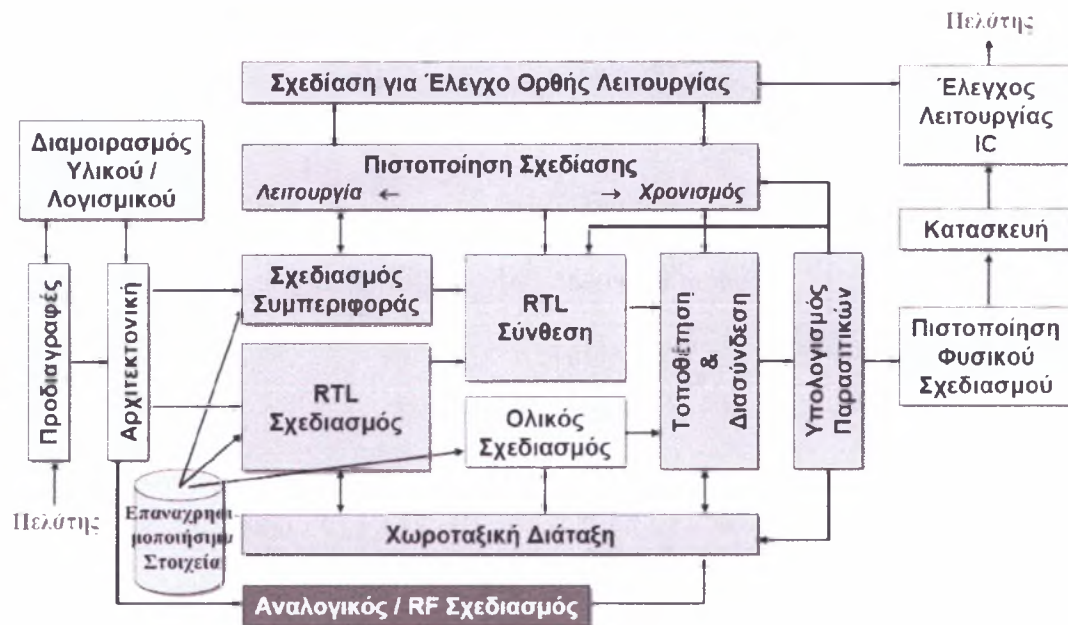 Πελάτης
Σχεδίαση για Έλεγχο Ορθής Λειτουργίας
Έλεγχος
Λειτουργίας
IC
Διαμοιρασμός
Υλικού /
Λογισμικού
Πιστοποίηση Σχεδίασης
Λειτουργία ← → Χρονισμός
Κατασκευή
Προδιαγραφές
Αρχιτεκτονική
Σχεδιασμός
Συμπεριφοράς
RTL
Σύνθεση
Τοποθέτηση
&
Διασύνδεση
Υπολογισμός
Παρασιτικών
Πιστοποίηση
Φυσικού
Σχεδιασμού
RTL
Σχεδιασμός
Ολικός
Σχεδιασμός
Πελάτης
Επαναχρησι-
μοποιήσιμα
Στοιχεία
Χωροταξική Διάταξη
Αναλογικός / RF Σχεδιασμός